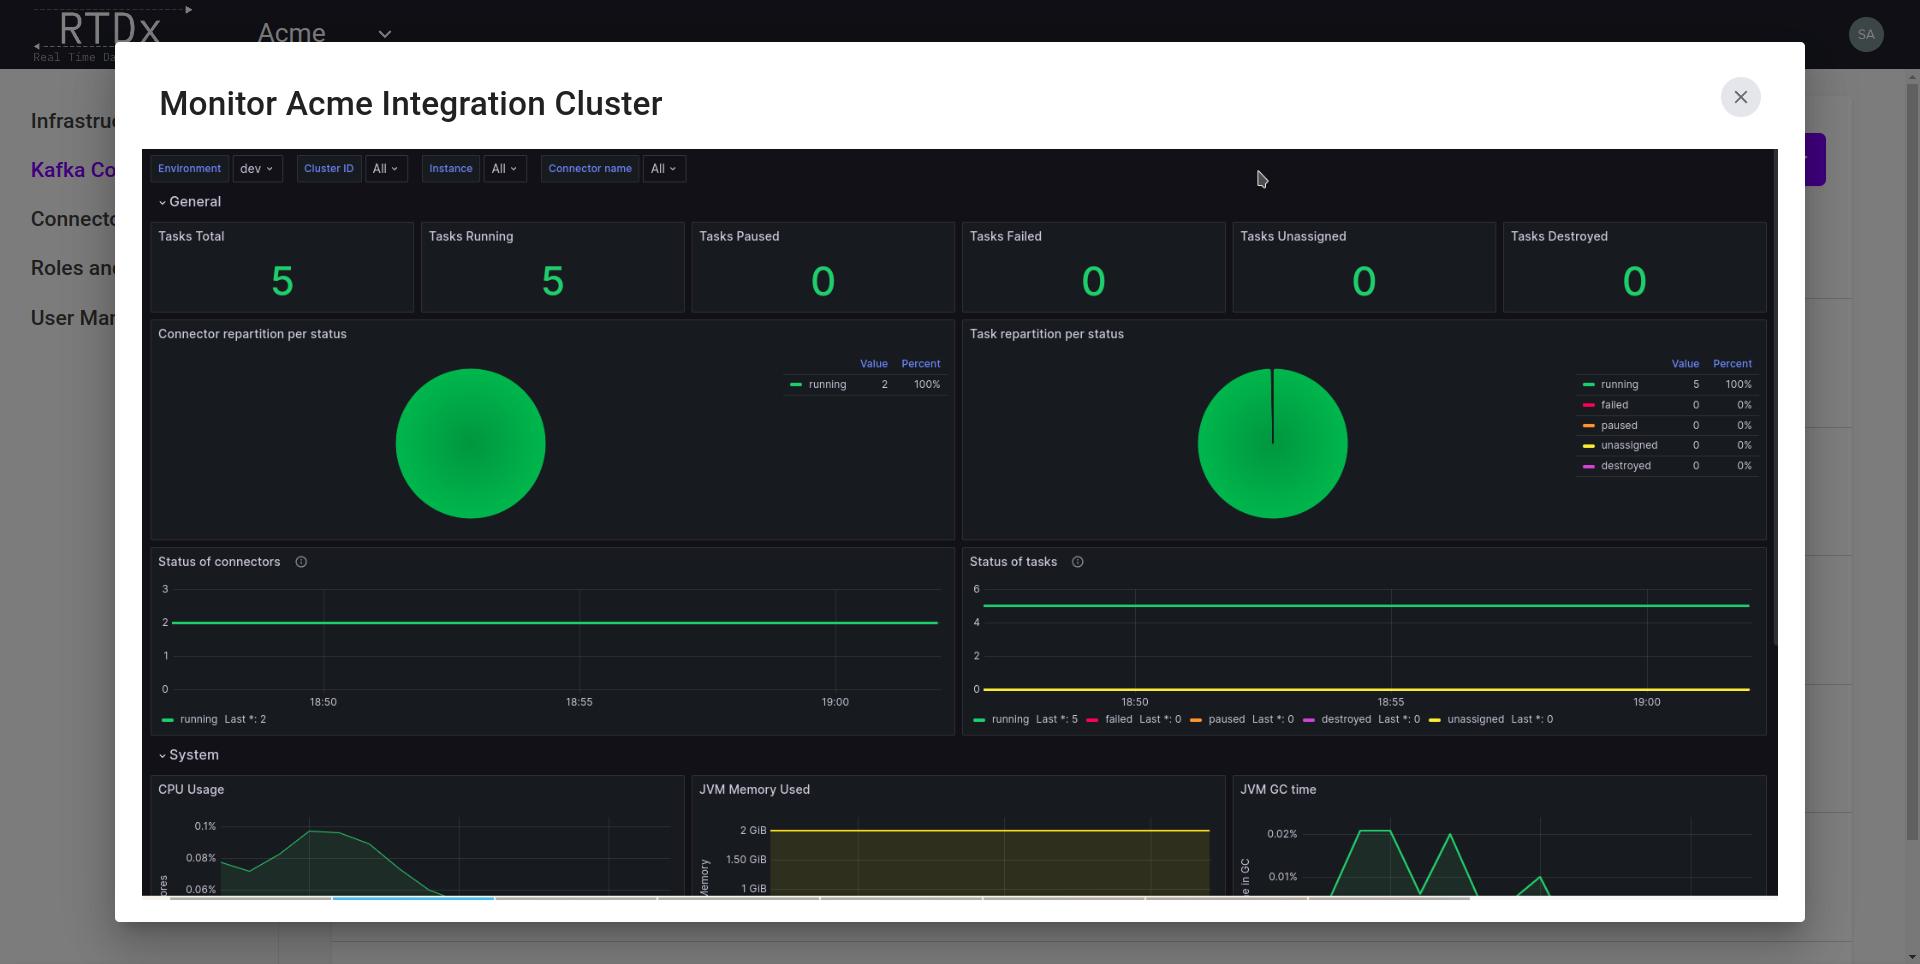 RTDx
Acme
SA
Real Time Da
Monitor Acme Integration Cluster
Infrastru
Kafka Co
Connecto
Roles an
User Mar
Environment dev Cluster ID All Instance All Connector name All
General
Tasks Total Tasks Running Tasks Paused Tasks Failed Tasks Unassigned Tasks Destroyed
5 5 0 0 0 0
Connector repartition per status
Value Percent
running 2 100%
Task repartition per status
Value Percent
running 5 100%
failed 0 0%
paused 0 0%
unassigned 0 0%
destroyed 0 0%
Status of connectors
3
2
1
0
18:50 18:55 19:00
running Last *: 2
Status of tasks
6
4
2
0
18:50 18:55 19:00
running Last *: 5 failed Last *: 0 paused Last *: 0 destroyed Last *: 0 unassigned Last *: 0
System
CPU Usage
0.1%
0.08%
0.06%
ores
JVM Memory Used
2 GiB
1.50 GiB
1 GiB
Memory
JVM GC time
0.02%
0.01%
e in GC